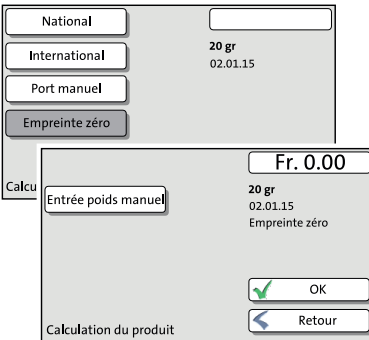 National
International
Port manuel
Empreinte zéro
20 gr
02.01.15
Calcu
Fr. 0.00
Entrée poids manuel
20 gr
02.01.15
Empreinte zéro
OK
Retour
Calculation du produit